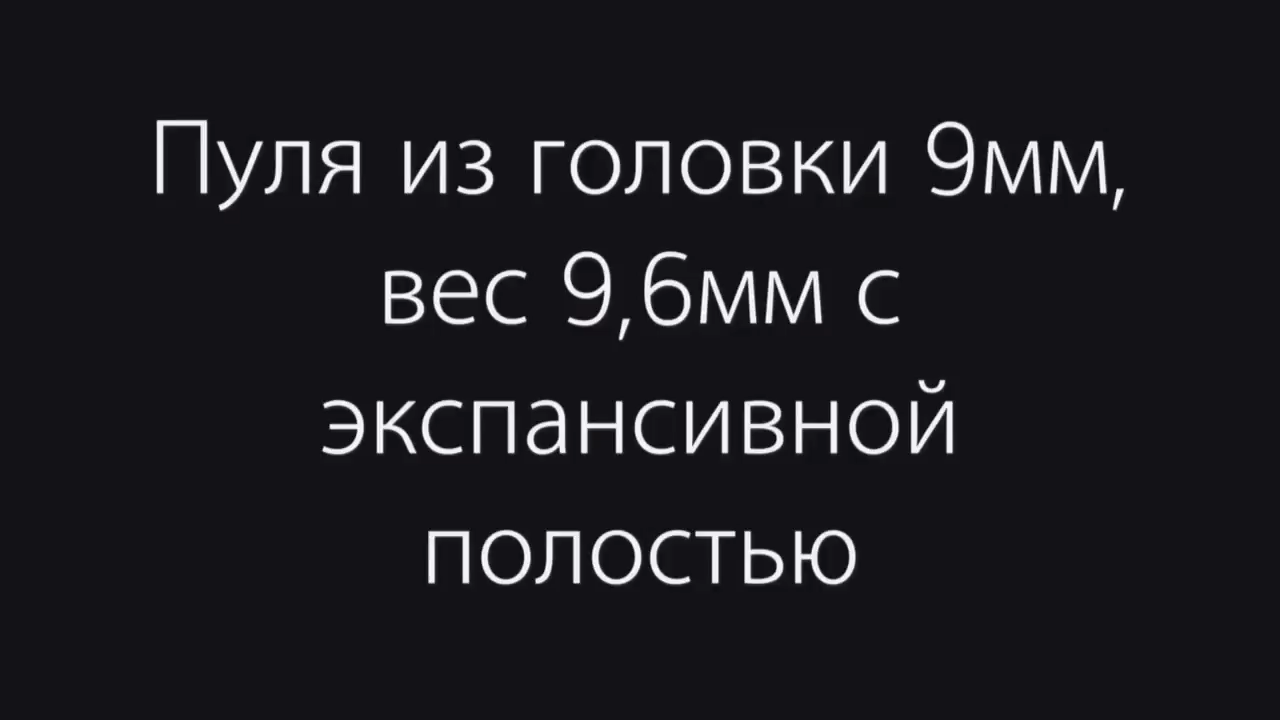 Пуля из головки 9мм,
вес 9,6мм с
экспансивной
полостью